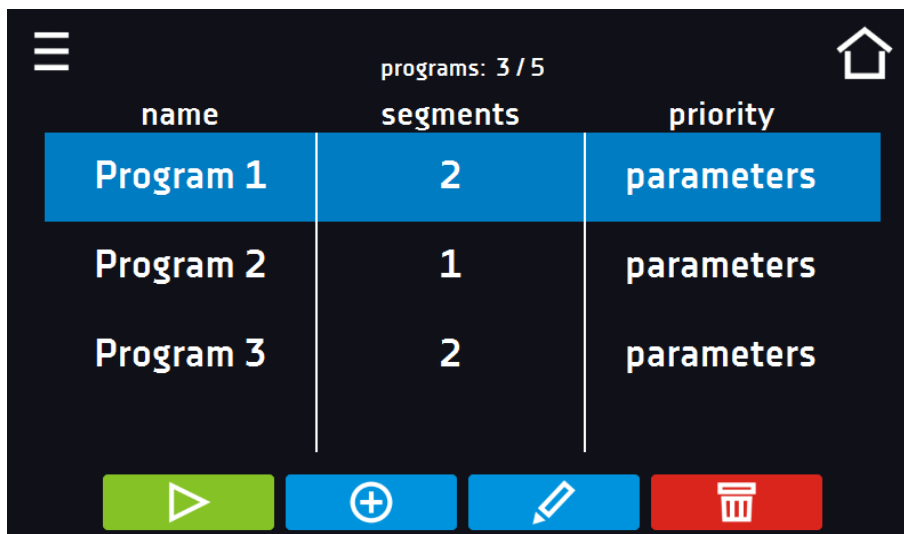 programs: 3 / 5
name segments priority
Program 1 2 parameters
Program 2 1 parameters
Program 3 2 parameters